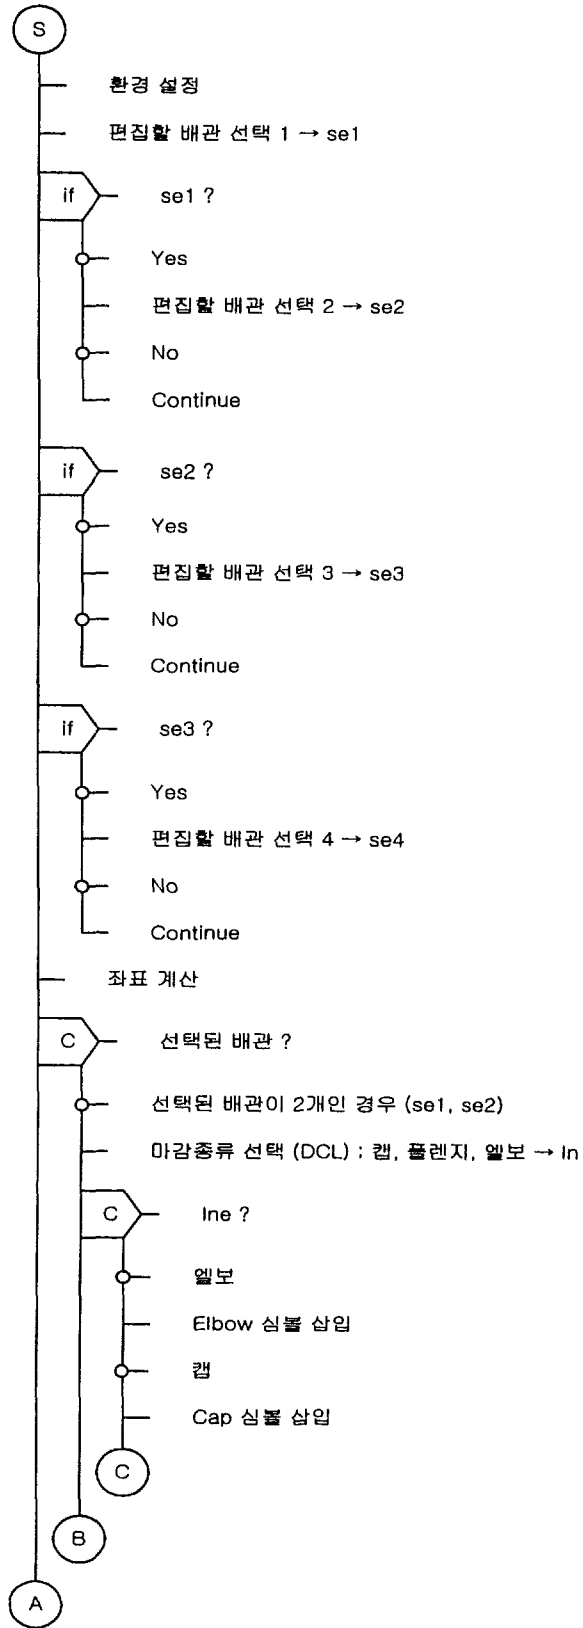 S
환경 설정
편집할 배관 선택 1 → se1
if se1 ?
Yes
편집할 배관 선택 2 → se2
No
Continue
if se2 ?
Yes
편집할 배관 선택 3 → se3
No
Continue
if se3 ?
Yes
편집할 배관 선택 4 → se4
No
Continue
좌표 계산
C 선택된 배관 ?
선택된 배관이 2개인 경우 (se1, se2)
마감종류 선택 (DCL) : 캡, 플렌지, 엘보 → In
C Ine ?
엘보
Elbow 심볼 삽입
캡
Cap 심볼 삽입
C
B
A